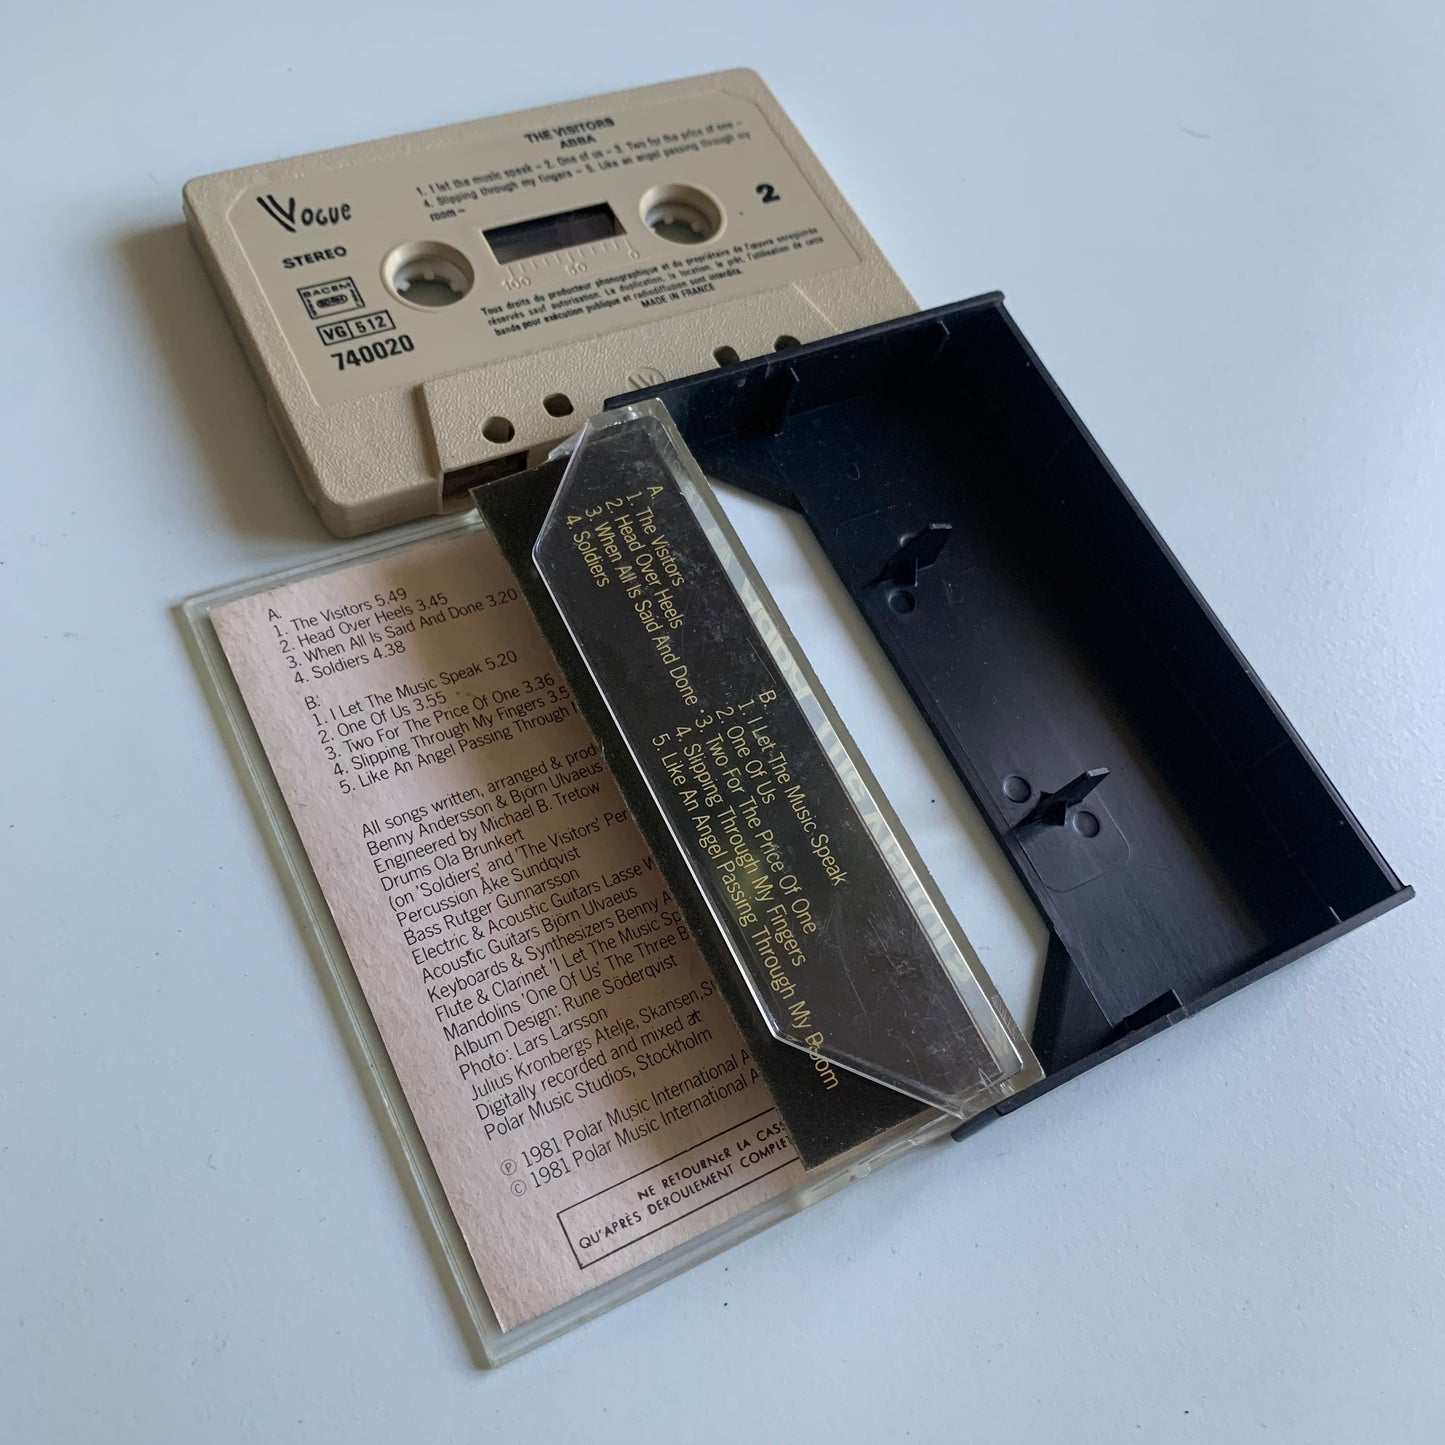 THE VISITORS
ABBA
1. I let the music speak – 2. One of us – 3. Two for the price of one –
4. Slipping through my fingers – 5. Like an angel passing through my
room –
VOGUE
STEREO
SACEM
VG 512
740020
2
100 50 0
Tous droits du producteur phonographique et du propriétaire de l'œuvre enregistrée
réservés sauf autorisation. La duplication, la location, le prêt, l'utilisation de cette
bande pour exécution publique et radiodiffusion sont interdits.
MADE IN FRANCE
A.
1. The Visitors 5.49
2. Head Over Heels 3.45
3. When All Is Said And Done 3.20
4. Soldiers 4.38
B:
1. I Let The Music Speak 5.20
2. One Of Us 3.55
3. Two For The Price Of One 3.36
4. Slipping Through My Fingers 3.5
5. Like An Angel Passing Through
All songs written, arranged & prod
Benny Andersson & Björn Ulvaeus
Engineered by Michael B. Tretow
Drums Ola Brunkert
(on 'Soldiers', and 'The Visitors' Per
Percussion Åke Sundqvist
Bass Rutger Gunnarsson
Electric & Acoustic Guitars Lasse W
Acoustic Guitars Björn Ulvaeus
Keyboards & Synthesizers Benny A
Flute & Clarinet 'I Let The Music Sp
Mandolins 'One Of Us' The Three B
Album Design: Rune Söderqvist
Photo: Lars Larsson
Julius Kronbergs Atelje, Skansen, St
Digitally recorded and mixed at
Polar Music Studios, Stockholm
℗ 1981 Polar Music International A
© 1981 Polar Music International A
NE RETOURNER LA CASS
QU'APRÈS DEROULEMENT COMPLET
A.
1. The Visitors
2. Head Over Heels
3. When All Is Said And Done
4. Soldiers
B.
1. I Let The Music Speak
2. One Of Us
3. Two For The Price Of One
4. Slipping Through My Fingers
5. Like An Angel Passing Through My Room